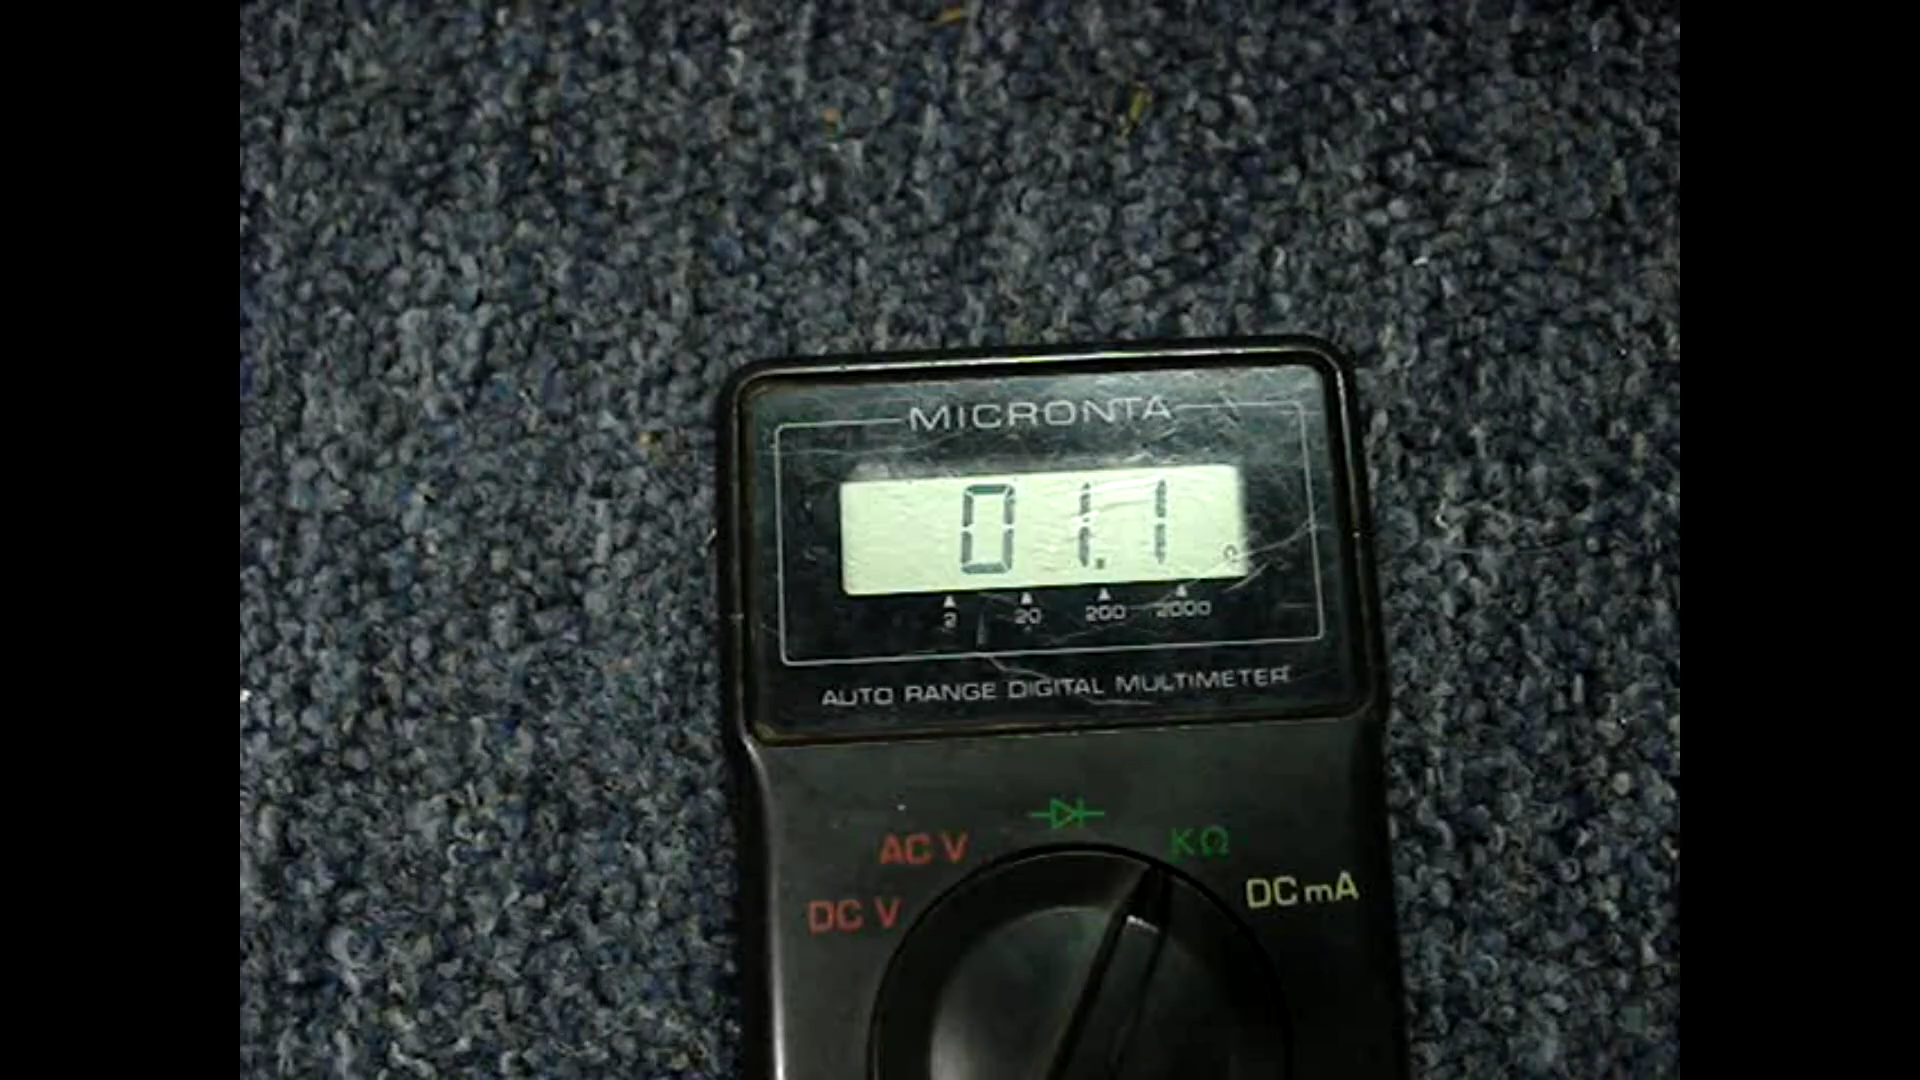 MICRONTA
01.1
2 20 200 2000
AUTO RANGE DIGITAL MULTIMETER
AC V KΩ
DC V DC mA